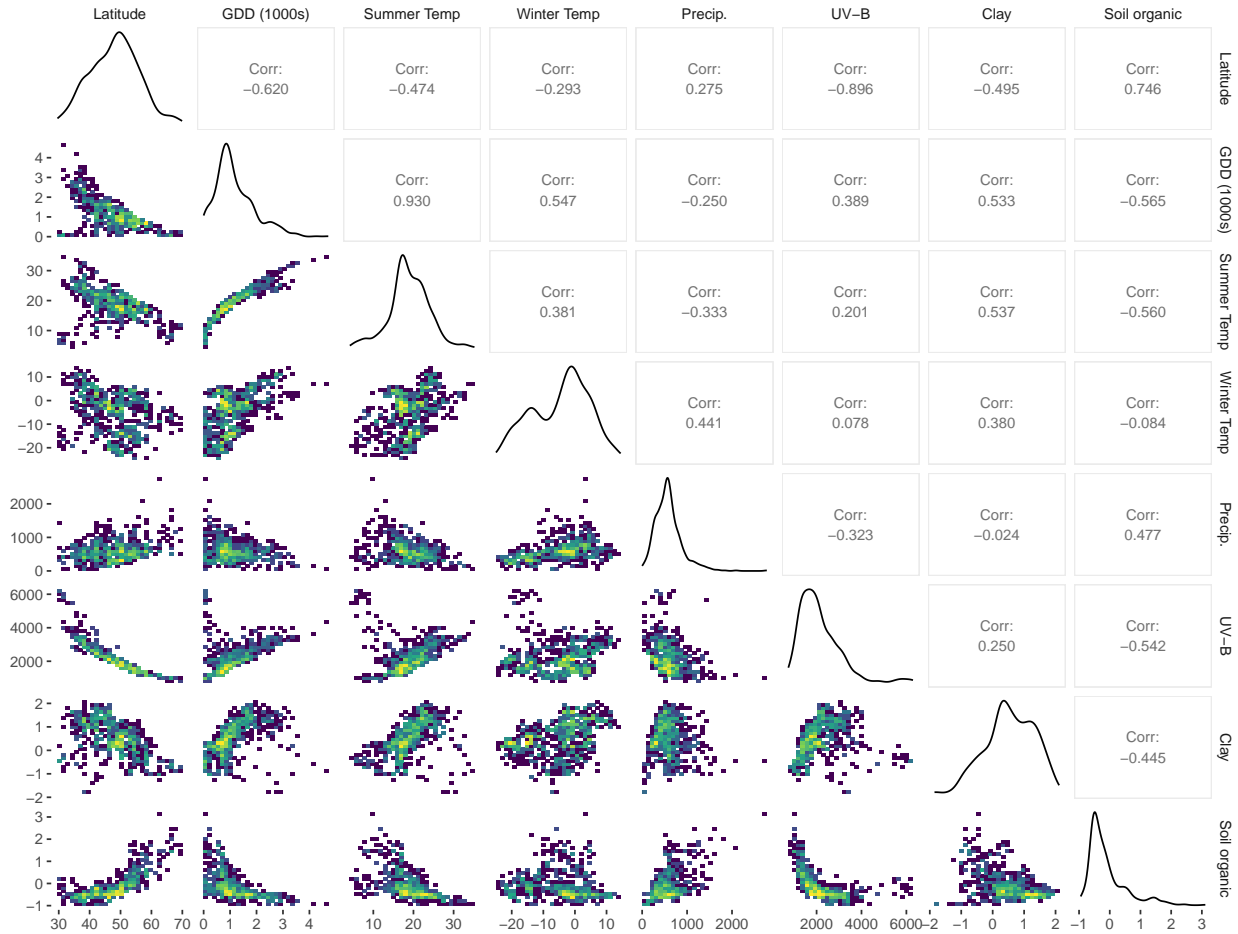 Latitude GDD (1000s) Summer Temp Winter Temp Precip. UV−B Clay Soil organic
Corr: Corr: Corr: Corr: Corr: Corr: Corr:
−0.620 −0.474 −0.293 0.275 −0.896 −0.495 0.746
Latitude
4
3
2
1
0
Corr: Corr: Corr: Corr: Corr: Corr:
0.930 0.547 −0.250 0.389 0.533 −0.565
GDD (1000s)
30
20
10
Corr: Corr: Corr: Corr: Corr:
0.381 −0.333 0.201 0.537 −0.560
Summer Temp
10
0
−10
−20
Corr: Corr: Corr: Corr:
0.441 0.078 0.380 −0.084
Winter Temp
2000
1000
0
Corr: Corr: Corr:
−0.323 −0.024 0.477
Precip.
6000
4000
2000
Corr: Corr:
0.250 −0.542
UV−B
2
1
0
−1
−2
Corr:
−0.445
Clay
3
2
1
0
−1
Soil organic
30 40 50 60 70 0 1 2 3 4 10 20 30 −20 −10 0 10 0 1000 2000 2000 4000 6000 −2 −1 0 1 2 −1 0 1 2 3